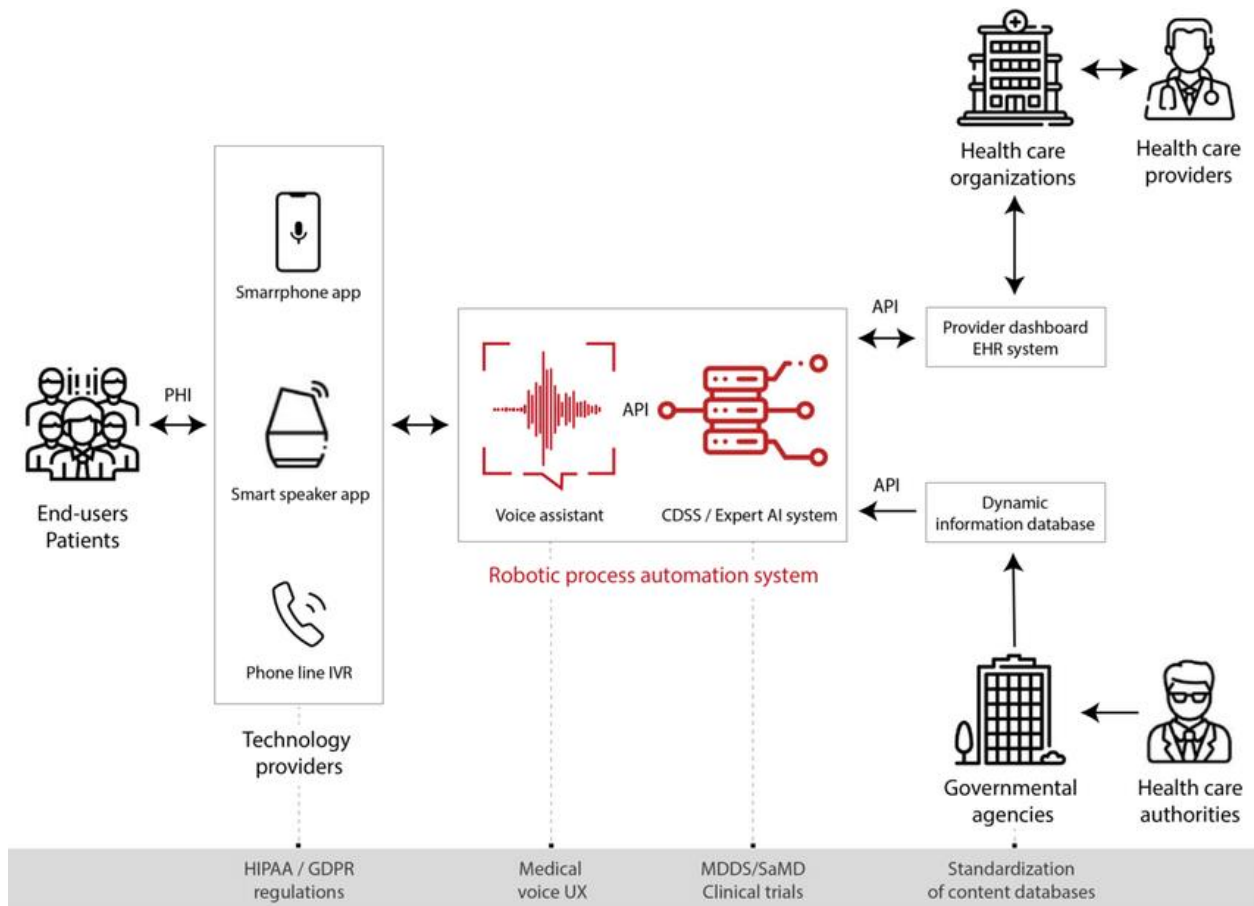 Health care
organizations
Health care
providers
Smarrphone app
API
Provider dashboard
EHR system
PHI
API
Smart speaker app
API
Voice assistant
CDSS / Expert AI system
Dynamic
information database
End-users
Patients
Robotic process automation system
Phone line IVR
Technology
providers
Governmental
agencies
Health care
authorities
HIPAA / GDPR
regulations
Medical
voice UX
MDDS/SaMD
Clinical trials
Standardization
of content databases